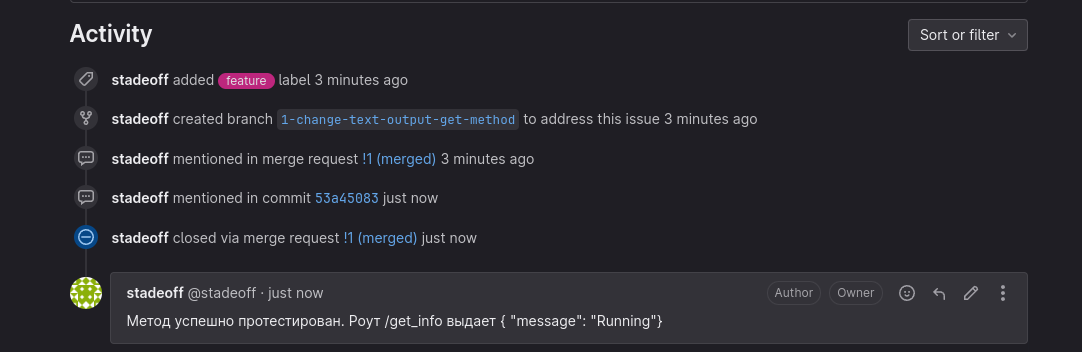 Activity
Sort or filter
stadeoff added feature label 3 minutes ago
stadeoff created branch 1-change-text-output-get-method to address this issue 3 minutes ago
stadeoff mentioned in merge request !1 (merged) 3 minutes ago
stadeoff mentioned in commit 53a45083 just now
stadeoff closed via merge request !1 (merged) just now
stadeoff @stadeoff · just now Author Owner
Метод успешно протестирован. Роут /get_info выдает { "message": "Running"}